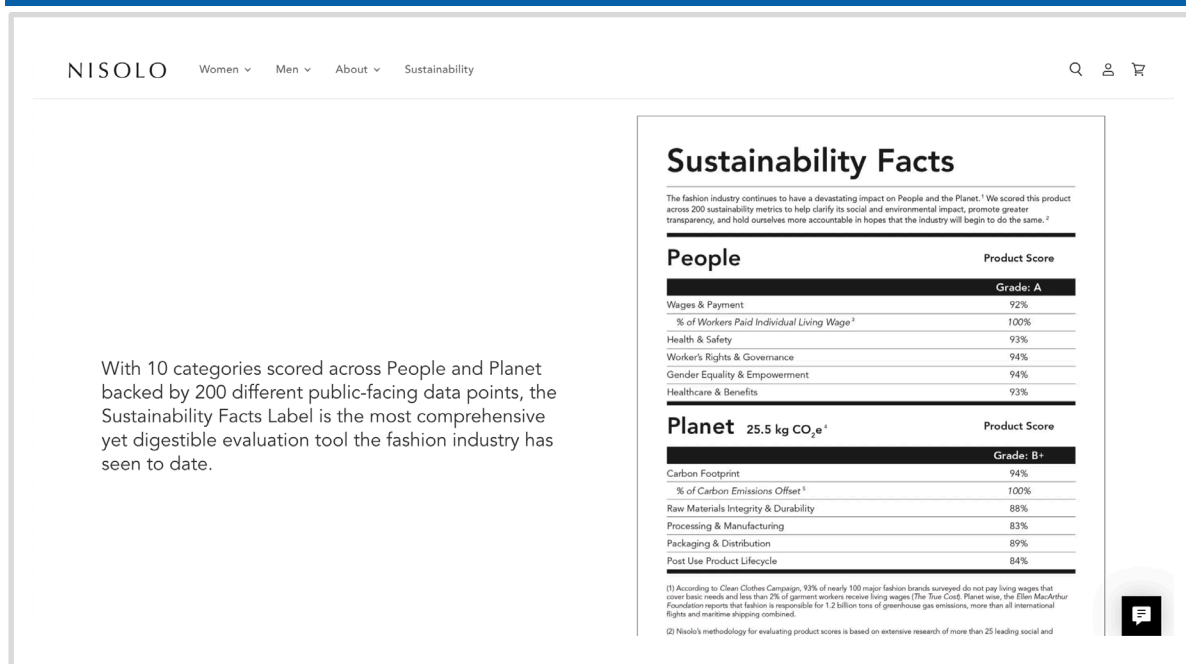 NISOLO
Women
Men
About
Sustainability
With 10 categories scored across People and Planet
backed by 200 different public-facing data points, the
Sustainability Facts Label is the most comprehensive
yet digestible evaluation tool the fashion industry has
seen to date.
Sustainability Facts
The fashion industry continues to have a devastating impact on People and the Planet.¹ We scored this product
across 200 sustainability metrics to help clarify its social and environmental impact, promote greater
transparency, and hold ourselves more accountable in hopes that the industry will begin to do the same. ²
People Product Score
Grade: A
Wages & Payment 92%
% of Workers Paid Individual Living Wage³ 100%
Health & Safety 93%
Worker's Rights & Governance 94%
Gender Equality & Empowerment 94%
Healthcare & Benefits 93%
Planet 25.5 kg CO₂e⁴ Product Score
Grade: B+
Carbon Footprint 94%
% of Carbon Emissions Offset⁵ 100%
Raw Materials Integrity & Durability 88%
Processing & Manufacturing 83%
Packaging & Distribution 89%
Post Use Product Lifecycle 84%
(1) According to Clean Clothes Campaign, 93% of nearly 100 major fashion brands surveyed do not pay living wages that
cover basic needs and less than 2% of garment workers receive living wages (The True Cost). Planet wise, the Ellen MacArthur
Foundation reports that fashion is responsible for 1.2 billion tons of greenhouse gas emissions, more than all international
flights and maritime shipping combined.
(2) Nisolo's methodology for evaluating product scores is based on extensive research of more than 25 leading social and